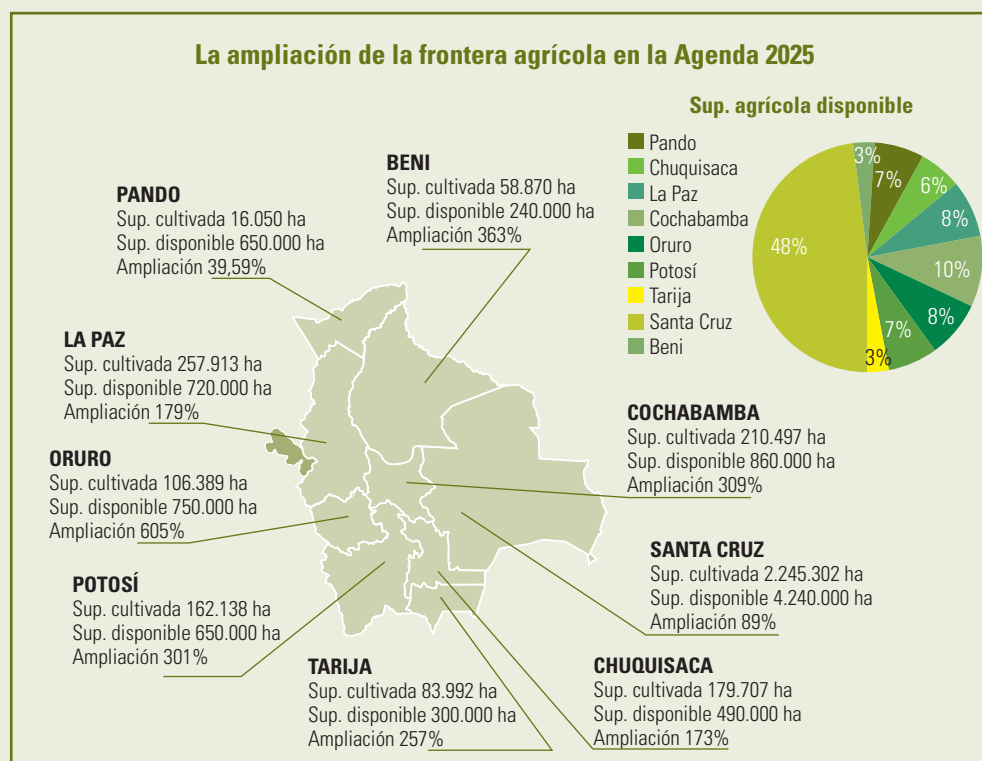 La ampliación de la frontera agrícola en la Agenda 2025
Sup. agrícola disponible
Pando
Chuquisaca
La Paz
Cochabamba
Oruro
Potosí
Tarija
Santa Cruz
Beni
3%
7%
6%
8%
10%
8%
7%
3%
48%
BENI
Sup. cultivada 58.870 ha
Sup. disponible 240.000 ha
Ampliación 363%
PANDO
Sup. cultivada 16.050 ha
Sup. disponible 650.000 ha
Ampliación 39,59%
LA PAZ
Sup. cultivada 257.913 ha
Sup. disponible 720.000 ha
Ampliación 179%
COCHABAMBA
Sup. cultivada 210.497 ha
Sup. disponible 860.000 ha
Ampliación 309%
ORURO
Sup. cultivada 106.389 ha
Sup. disponible 750.000 ha
Ampliación 605%
SANTA CRUZ
Sup. cultivada 2.245.302 ha
Sup. disponible 4.240.000 ha
Ampliación 89%
POTOSÍ
Sup. cultivada 162.138 ha
Sup. disponible 650.000 ha
Ampliación 301%
TARIJA
Sup. cultivada 83.992 ha
Sup. disponible 300.000 ha
Ampliación 257%
CHUQUISACA
Sup. cultivada 179.707 ha
Sup. disponible 490.000 ha
Ampliación 173%